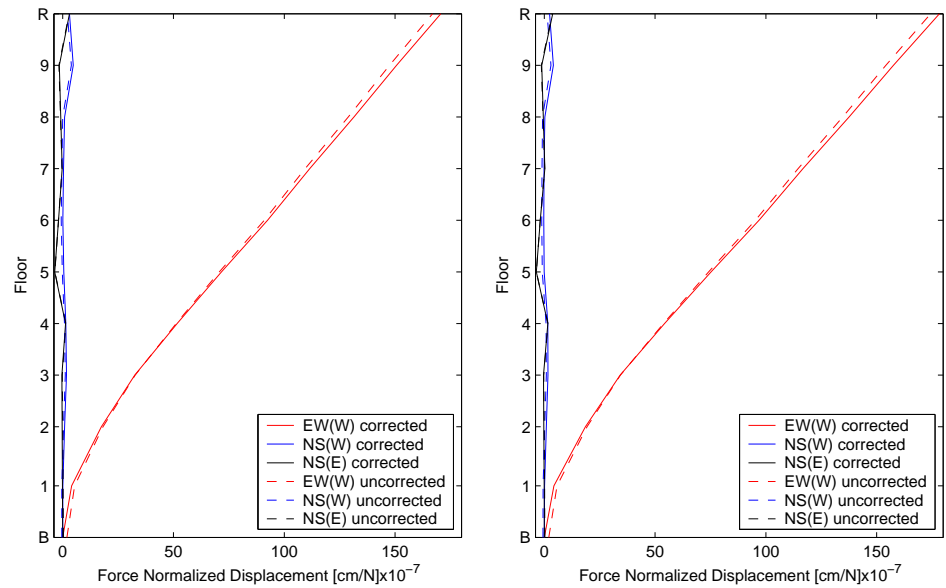 R
9
8
7
6
5
4
3
2
1
B
Floor
0
50
100
150
Force Normalized Displacement [cm/N]x10⁻⁷
EW(W) corrected
NS(W) corrected
NS(E) corrected
EW(W) uncorrected
NS(W) uncorrected
NS(E) uncorrected
R
9
8
7
6
5
4
3
2
1
B
Floor
0
50
100
150
Force Normalized Displacement [cm/N]x10⁻⁷
EW(W) corrected
NS(W) corrected
NS(E) corrected
EW(W) uncorrected
NS(W) uncorrected
NS(E) uncorrected